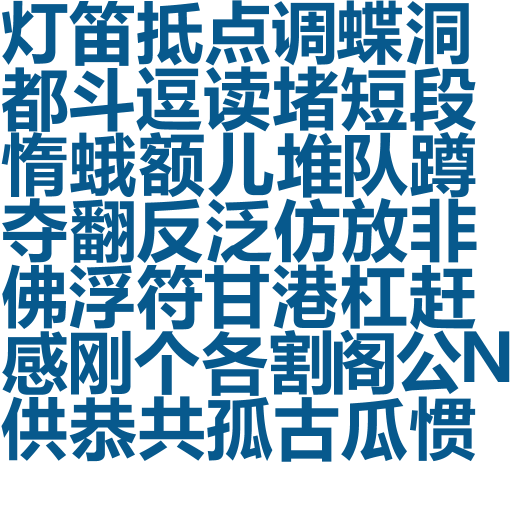 灯笛抵点调蝶洞
都斗逗读堵短段
惰蛾额儿堆队蹲
夺翻反泛仿放非
佛浮符甘港杠赶
感刚个各割阁公N
供恭共孤古瓜惯